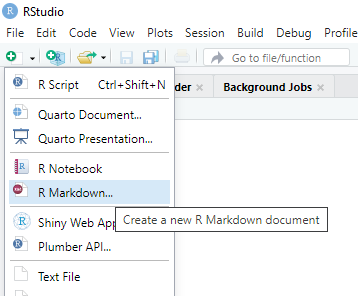 RStudio
File Edit Code View Plots Session Build Debug Profile
Go to file/function
R Script Ctrl+Shift+N
der Background Jobs
Quarto Document...
Quarto Presentation...
R Notebook
R Markdown...
Create a new R Markdown document
Shiny Web App
Plumber API...
Text File